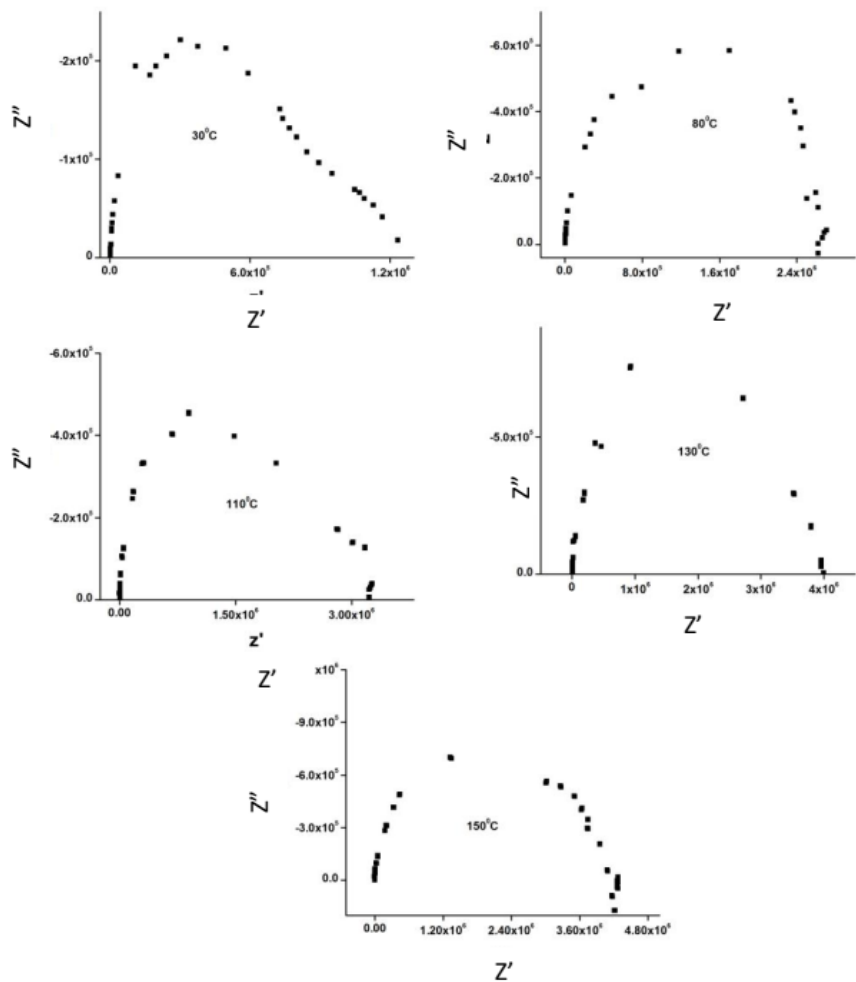 -2x10⁵
-1x10⁵
0
Z''
30⁰C
0.0
6.0x10⁵
1.2x10⁶
Z'
-6.0x10⁵
-4.0x10⁵
-2.0x10⁵
0.0
Z''
80⁰C
0.0
8.0x10⁵
1.6x10⁶
2.4x10⁶
Z'
-6.0x10⁵
-4.0x10⁵
-2.0x10⁵
0.0
Z''
110⁰C
0.00
1.50x10⁶
3.00x10⁶
z'
Z'
-5.0x10⁵
0.0
Z''
130⁰C
0
1x10⁶
2x10⁶
3x10⁶
4x10⁶
Z'
x10⁶
-9.0x10⁵
-6.0x10⁵
-3.0x10⁵
0.0
Z''
150⁰C
0.00
1.20x10⁶
2.40x10⁶
3.60x10⁶
4.80x10⁶
Z'